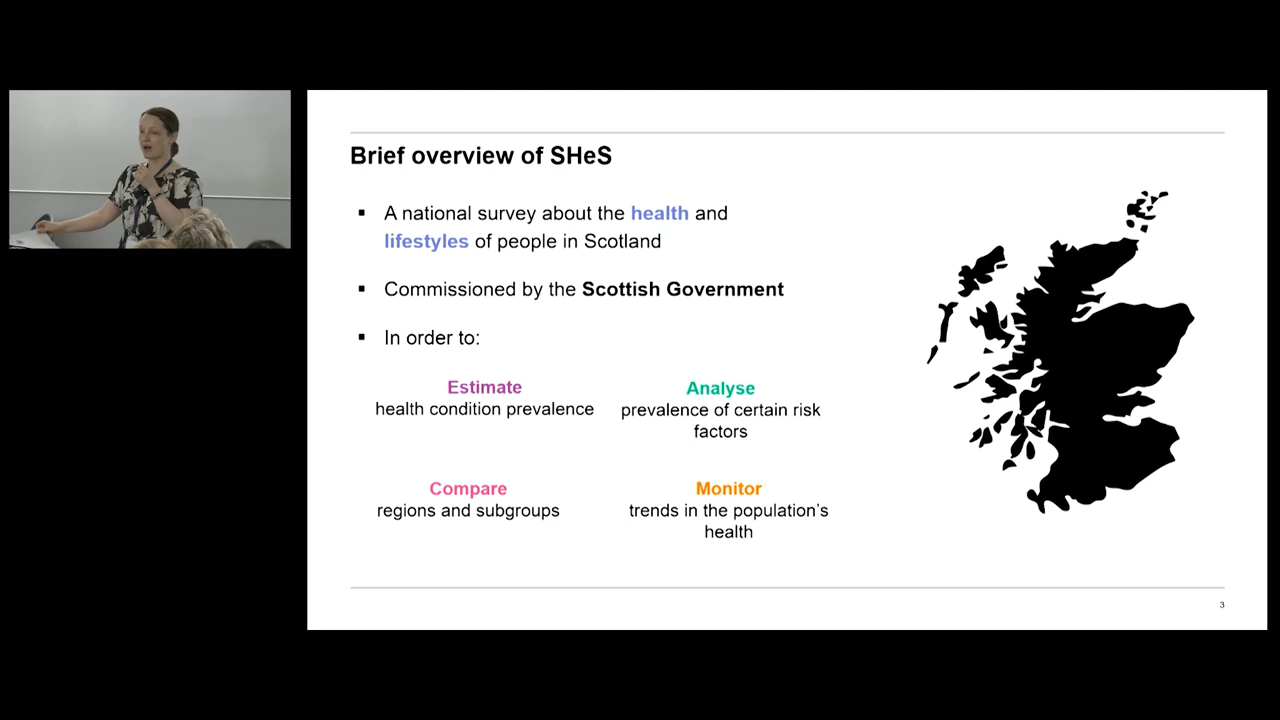 Brief overview of SHeS
▪ A national survey about the health and
lifestyles of people in Scotland
▪ Commissioned by the Scottish Government
▪ In order to:
Estimate
health condition prevalence
Analyse
prevalence of certain risk
factors
Compare
regions and subgroups
Monitor
trends in the population’s
health
3